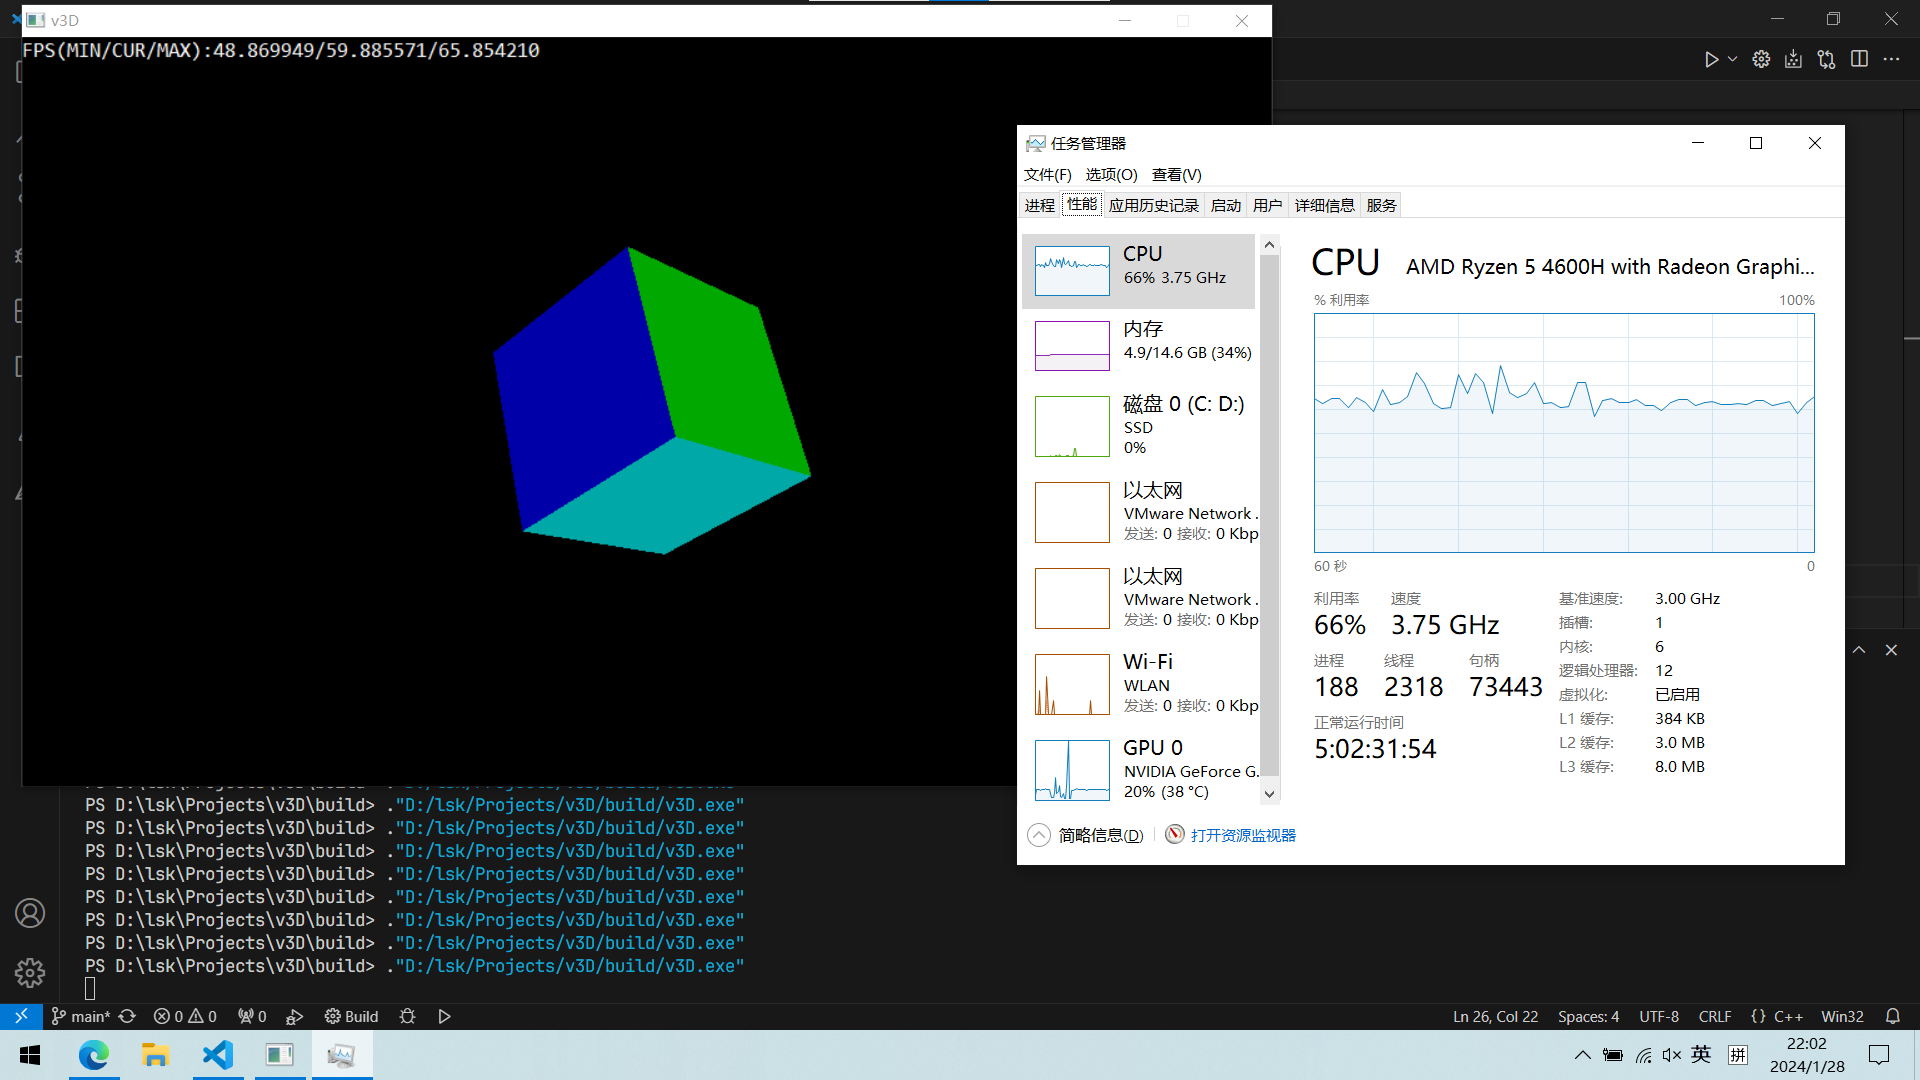 v3D
FPS(MIN/CUR/MAX):48.869949/59.885571/65.854210
任务管理器
文件(F) 选项(O) 查看(V)
进程 性能 应用历史记录 启动 用户 详细信息 服务
CPU
66% 3.75 GHz
内存
4.9/14.6 GB (34%)
磁盘 0 (C: D:)
SSD
0%
以太网
VMware Network .
发送: 0 接收: 0 Kbp
以太网
VMware Network .
发送: 0 接收: 0 Kbp
Wi-Fi
WLAN
发送: 0 接收: 0 Kbp
GPU 0
NVIDIA GeForce G.
20% (38 °C)
CPU AMD Ryzen 5 4600H with Radeon Graphi...
% 利用率 100%
60 秒 0
利用率 速度
66% 3.75 GHz
进程 线程 句柄
188 2318 73443
正常运行时间
5:02:31:54
基准速度: 3.00 GHz
插槽: 1
内核: 6
逻辑处理器: 12
虚拟化: 已启用
L1 缓存: 384 KB
L2 缓存: 3.0 MB
L3 缓存: 8.0 MB
简略信息(D) 打开资源监视器
PS D:\lsk\Projects\v3D\build> ."D:/lsk/Projects/v3D/build/v3D.exe"
PS D:\lsk\Projects\v3D\build> ."D:/lsk/Projects/v3D/build/v3D.exe"
PS D:\lsk\Projects\v3D\build> ."D:/lsk/Projects/v3D/build/v3D.exe"
PS D:\lsk\Projects\v3D\build> ."D:/lsk/Projects/v3D/build/v3D.exe"
PS D:\lsk\Projects\v3D\build> ."D:/lsk/Projects/v3D/build/v3D.exe"
PS D:\lsk\Projects\v3D\build> ."D:/lsk/Projects/v3D/build/v3D.exe"
PS D:\lsk\Projects\v3D\build> ."D:/lsk/Projects/v3D/build/v3D.exe"
PS D:\lsk\Projects\v3D\build> ."D:/lsk/Projects/v3D/build/v3D.exe"
PS D:\lsk\Projects\v3D\build> ."D:/lsk/Projects/v3D/build/v3D.exe"
main* 0 0 0 Build Ln 26, Col 22 Spaces: 4 UTF-8 CRLF {} C++ Win32
英 拼 22:02
2024/1/28